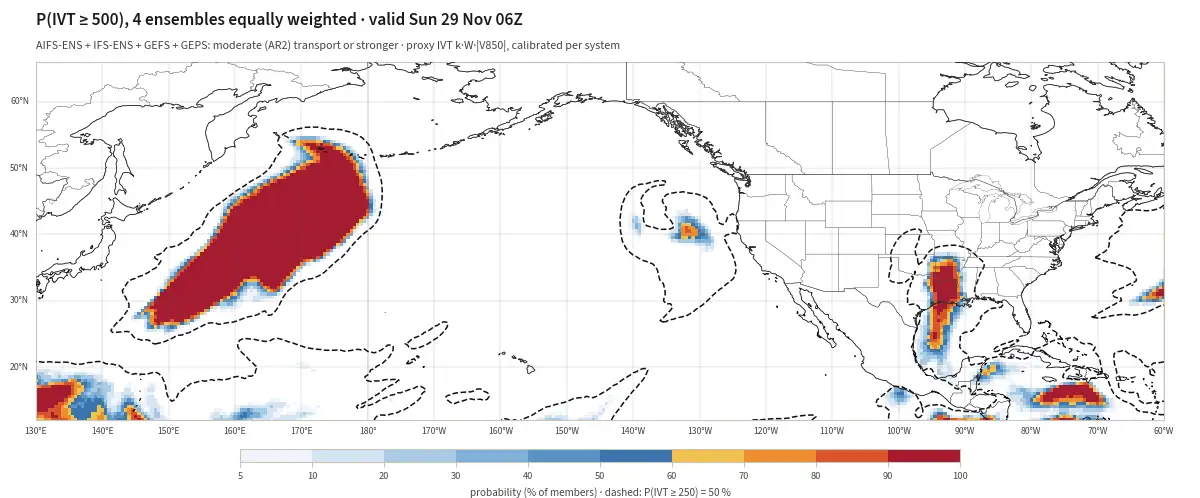 P(IVT ≥ 500), 4 ensembles equally weighted · valid Sun 29 Nov 06Z
AIFS-ENS + IFS-ENS + GEFS + GEPS: moderate (AR2) transport or stronger · proxy IVT k·W·|V850|, calibrated per system
60°N
50°N
40°N
30°N
20°N
130°E 140°E 150°E 160°E 170°E 180° 170°W 160°W 150°W 140°W 130°W 120°W 110°W 100°W 90°W 80°W 70°W 60°W
5 10 20 30 40 50 60 70 80 90 100
probability (% of members) · dashed: P(IVT ≥ 250) = 50 %